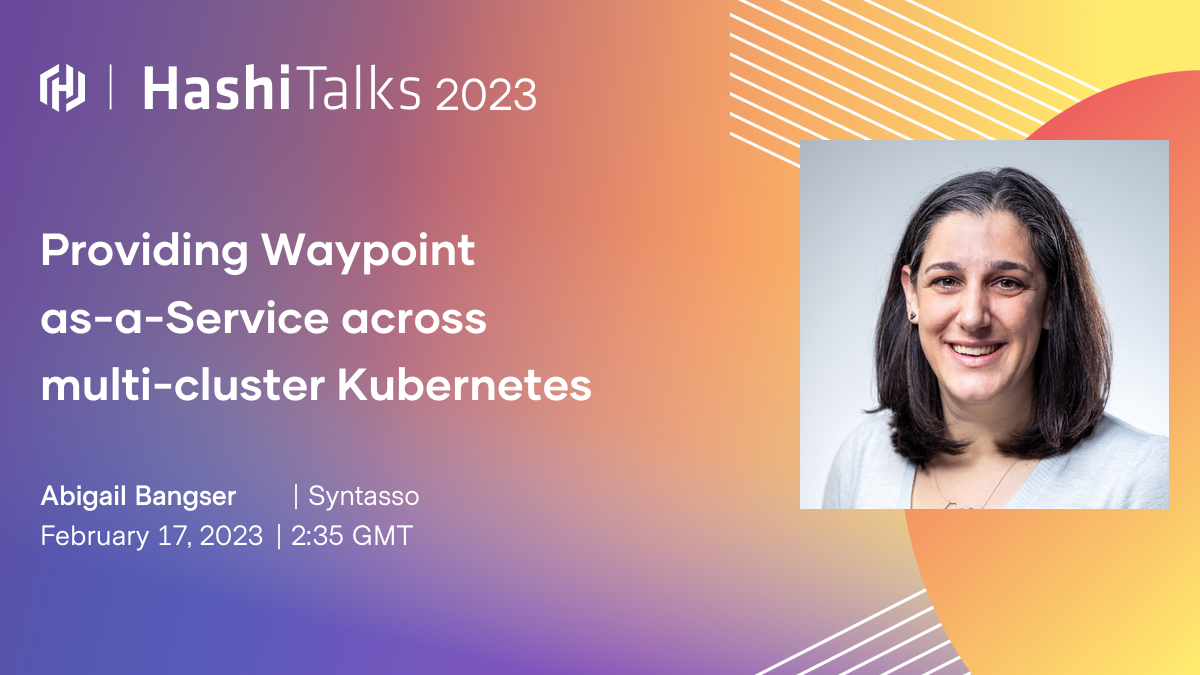 HashiTalks 2023
Providing Waypoint
as-a-Service across
multi-cluster Kubernetes
Abigail Bangser | Syntasso
February 17, 2023 | 2:35 GMT